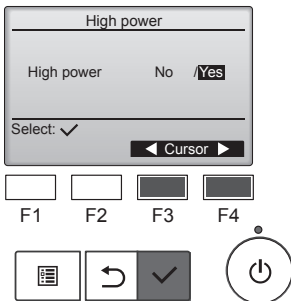 High power
High power No /Yes
Select: ✓
◀ Cursor ▶
F1 F2 F3 F4